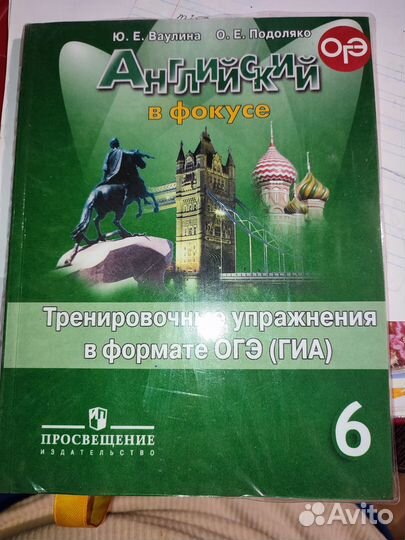 Ю. Е. Ваулина О. Е. Подоляко
ОГЭ
Английский
в фокусе
Тренировочные упражнения
в формате ОГЭ (ГИА)
ПРОСВЕЩЕНИЕ
ИЗДАТЕЛЬСТВО
6
Avito